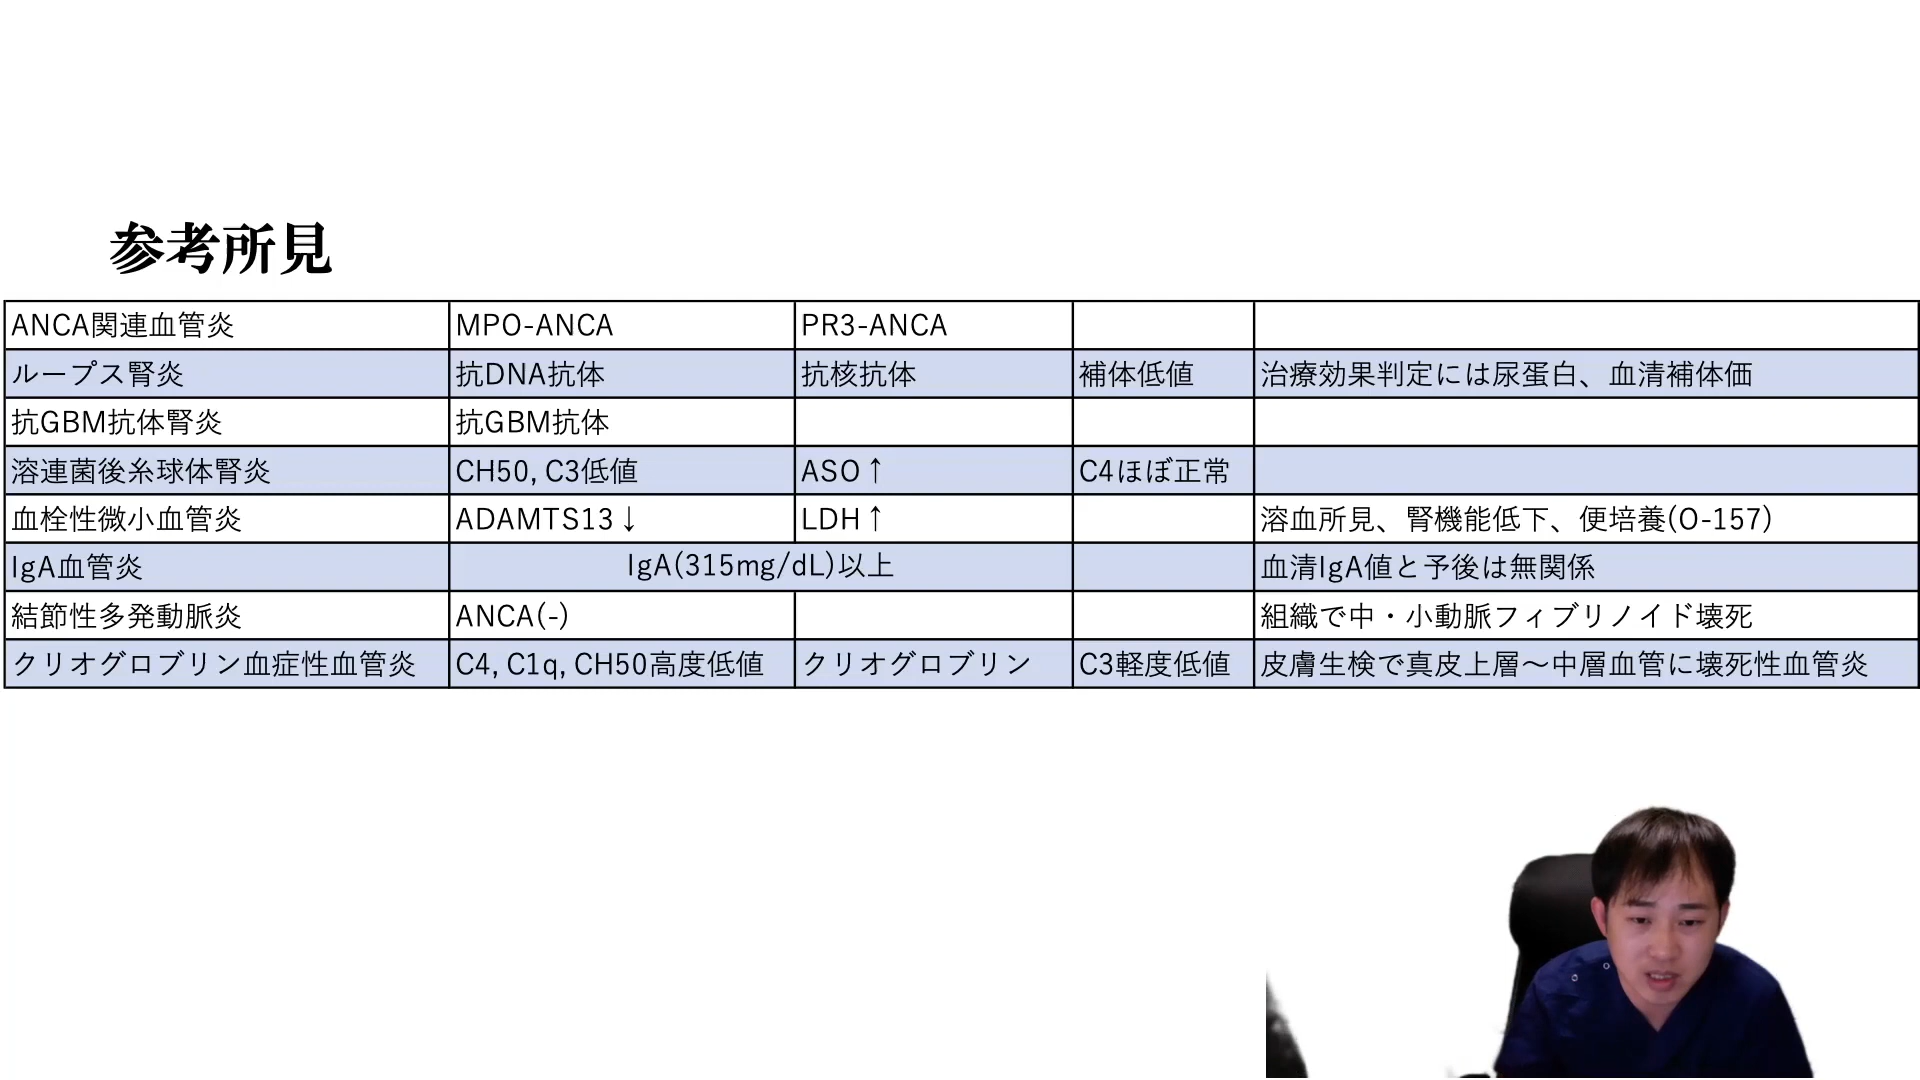 参考所見
ANCA関連血管炎 MPO-ANCA PR3-ANCA
ループス腎炎 抗DNA抗体 抗核抗体 補体低値 治療効果判定には尿蛋白、血清補体価
抗GBM抗体腎炎 抗GBM抗体
溶連菌後糸球体腎炎 CH50, C3低値 ASO↑ C4ほぼ正常
血栓性微小血管炎 ADAMTS13↓ LDH↑ 溶血所見、腎機能低下、便培養(O-157)
IgA血管炎 IgA(315mg/dL)以上 血清IgA値と予後は無関係
結節性多発動脈炎 ANCA(-) 組織で中・小動脈フィブリノイド壊死
クリオグロブリン血症性血管炎 C4, C1q, CH50高度低値 クリオグロブリン C3軽度低値 皮膚生検で真皮上層～中層血管に壊死性血管炎